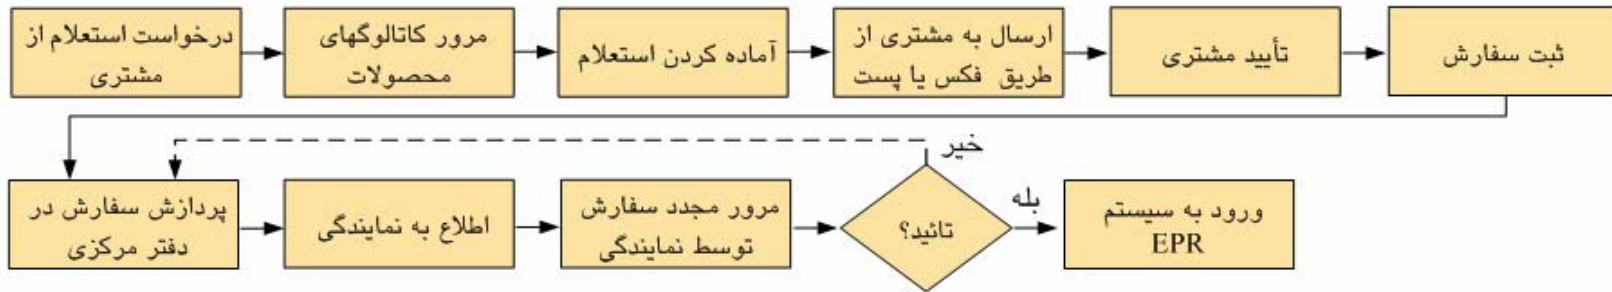 درخواست استعلام از
مشتری
مرور کاتالوگهای
محصولات
آماده کردن استعلام
ارسال به مشتری از
طریق فکس یا پست
تأیید مشتری
ثبت سفارش
پردازش سفارش در
دفتر مرکزی
اطلاع به نمایندگی
مرور مجدد سفارش
توسط نمایندگی
تائید؟
خیر
بله
ورود به سیستم
EPR